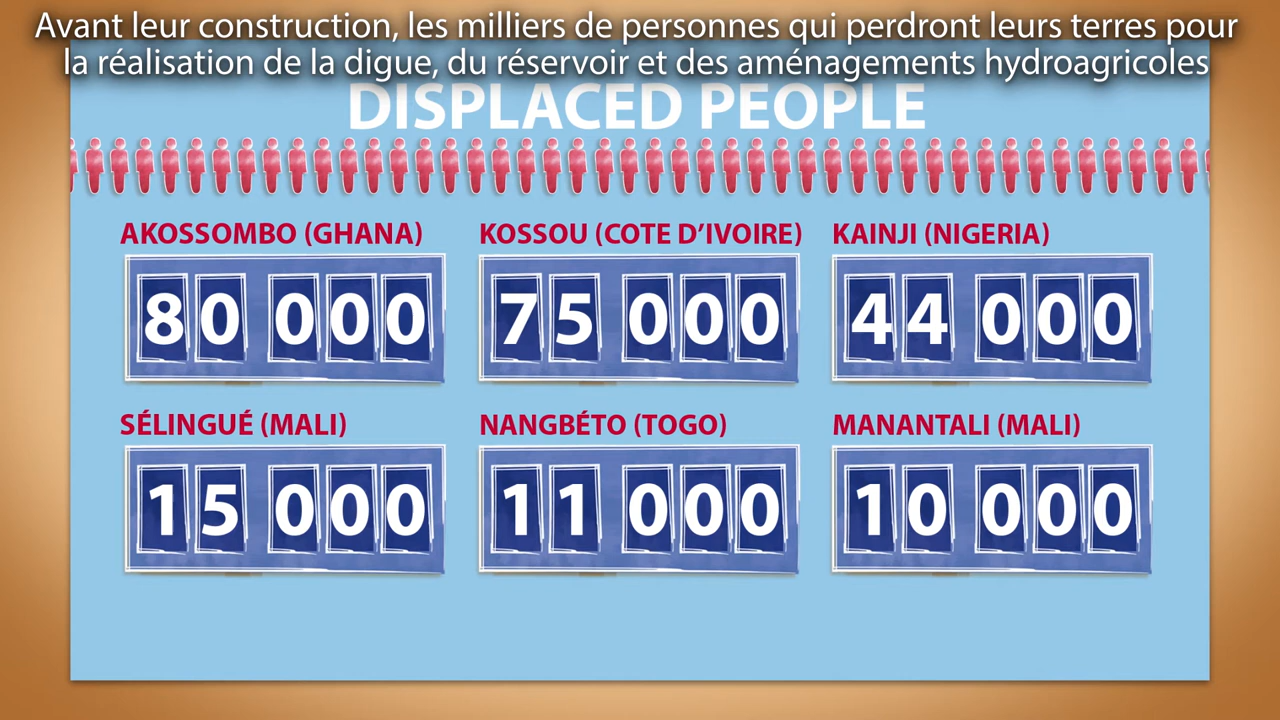 Avant leur construction, les milliers de personnes qui perdront leurs terres pour
la réalisation de la digue, du réservoir et des aménagements hydroagricoles
DISPLACED PEOPLE
AKOSSOMBO (GHANA)
80 000
KOSSOU (COTE D'IVOIRE)
75 000
KAINJI (NIGERIA)
44 000
SÉLINGUÉ (MALI)
15 000
NANGBÉTO (TOGO)
11 000
MANANTALI (MALI)
10 000